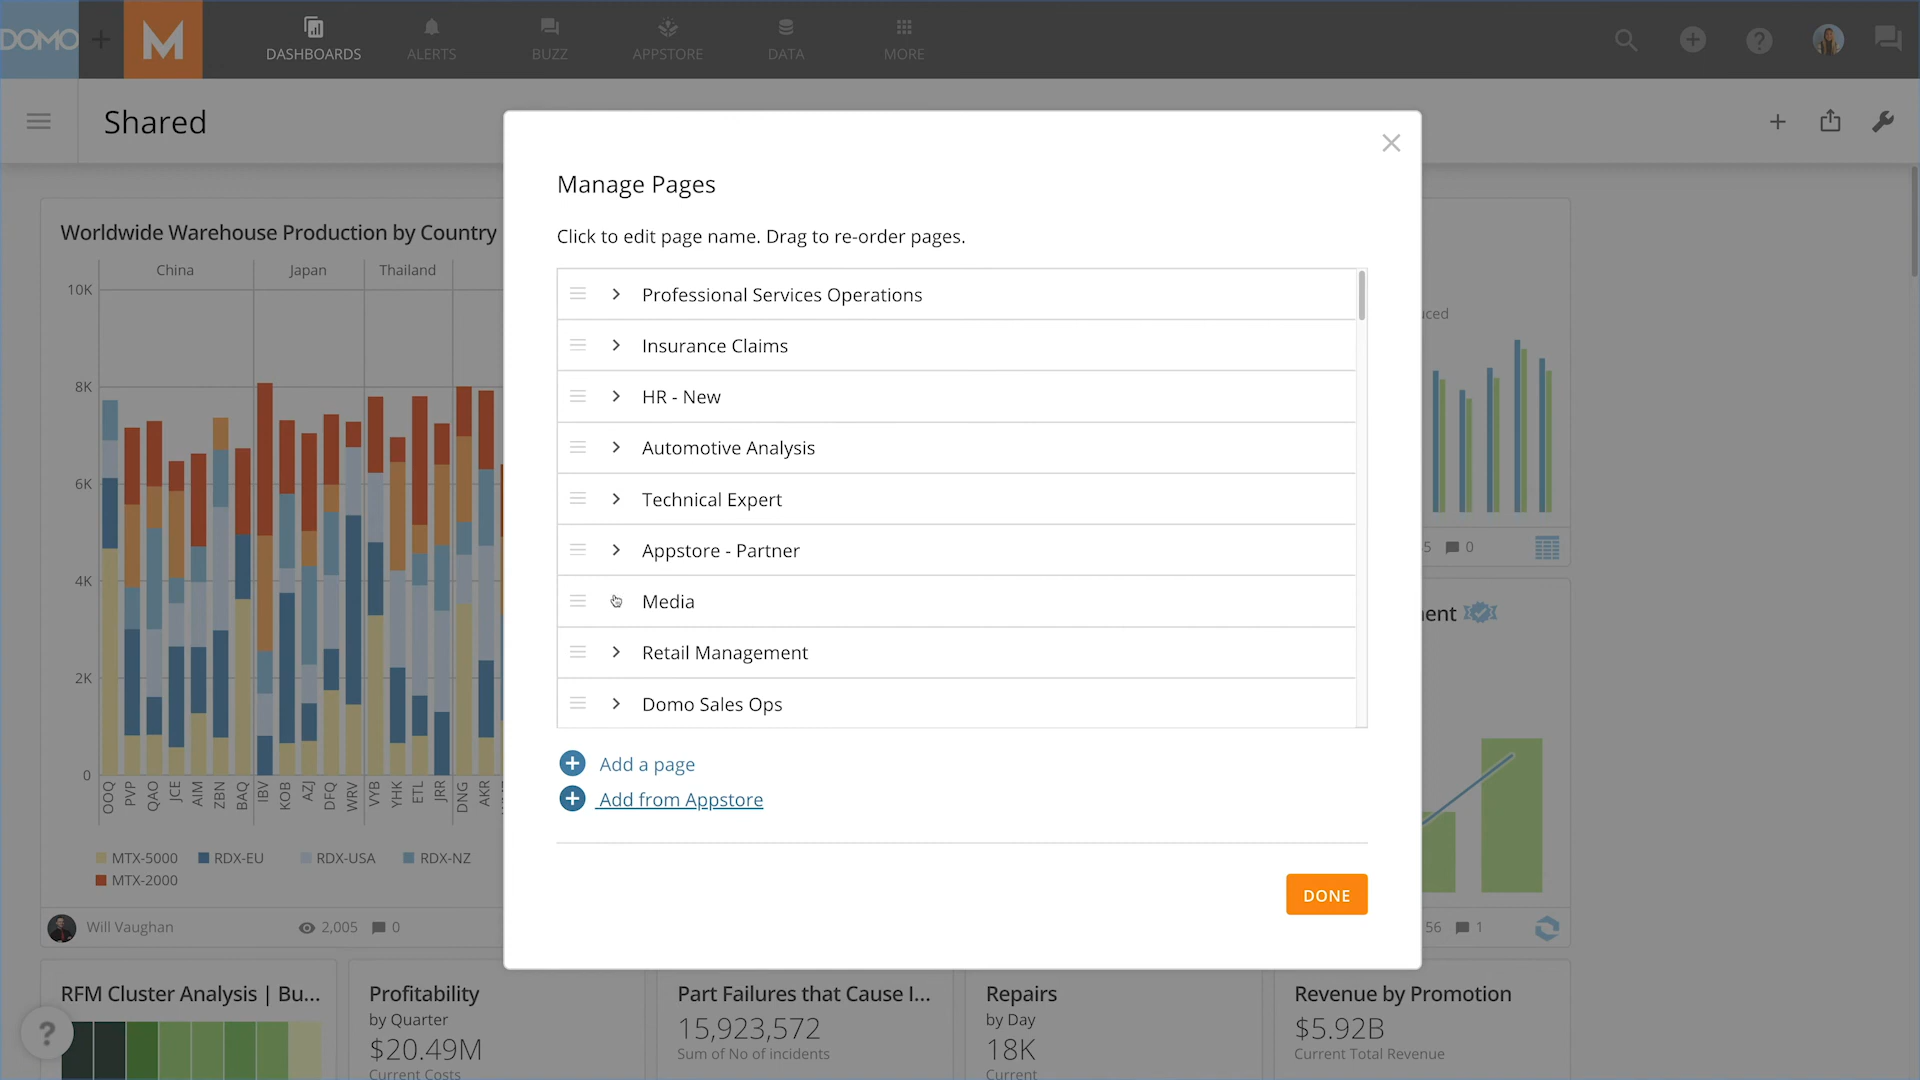 DOMO
M
DASHBOARDS
ALERTS
BUZZ
APPSTORE
DATA
MORE
Shared
Manage Pages
Click to edit page name. Drag to re-order pages.
Professional Services Operations
Insurance Claims
HR - New
Automotive Analysis
Technical Expert
Appstore - Partner
Media
Retail Management
Domo Sales Ops
Add a page
Add from Appstore
DONE
Worldwide Warehouse Production by Country
China Japan Thailand
10K
8K
6K
4K
2K
0
OOQ PVP QAO JCE AIM ZBN BAQ IBV KOB AZJ DFQ WRV VYB YHK ETL JRR DNG AKR
MTX-5000 RDX-EU RDX-USA RDX-NZ
MTX-2000
Will Vaughan 2,005 0
uced
5 0
ent
56 1
RFM Cluster Analysis | Bu...
?
Profitability
by Quarter
$20.49M
Current Costs
Part Failures that Cause I...
15,923,572
Sum of No of incidents
Repairs
by Day
18K
Current
Revenue by Promotion
$5.92B
Current Total Revenue